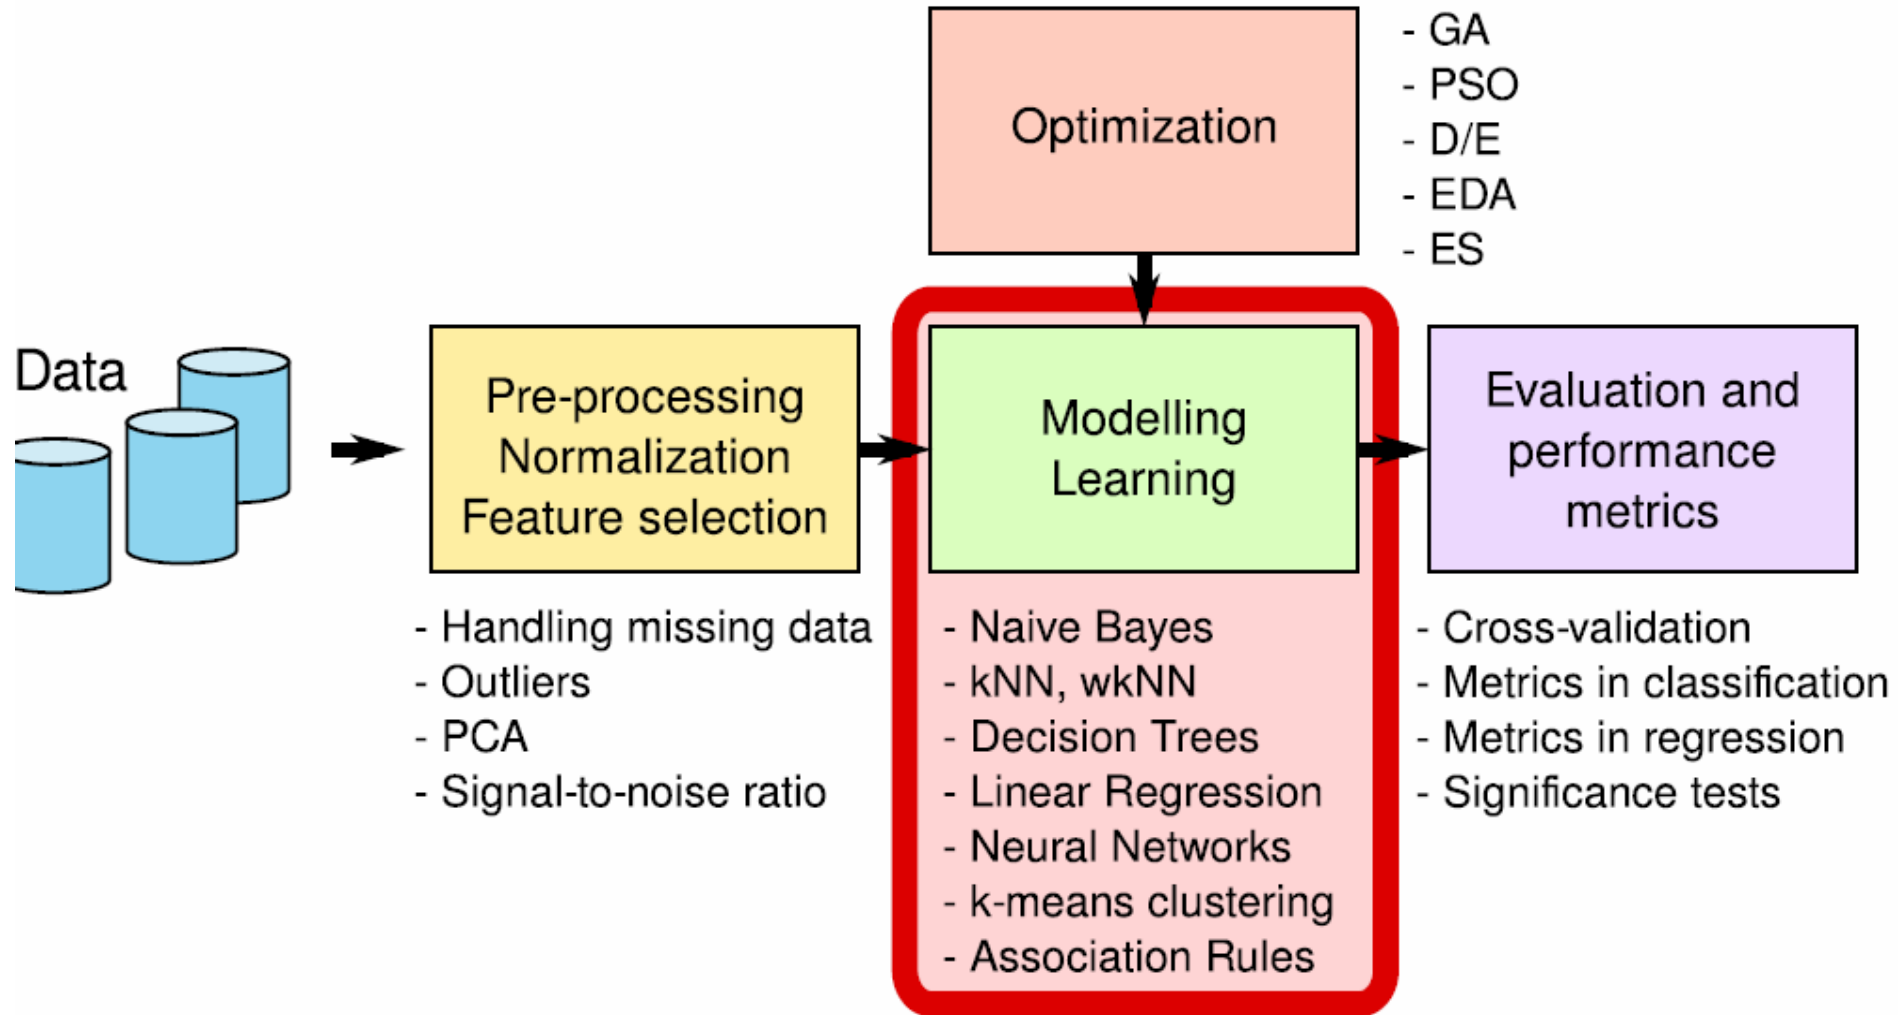 Optimization
- GA
- PSO
- D/E
- EDA
- ES
Data
Pre-processing
Normalization
Feature selection
- Handling missing data
- Outliers
- PCA
- Signal-to-noise ratio
Modelling
Learning
- Naive Bayes
- kNN, wkNN
- Decision Trees
- Linear Regression
- Neural Networks
- k-means clustering
- Association Rules
Evaluation and
performance
metrics
- Cross-validation
- Metrics in classification
- Metrics in regression
- Significance tests